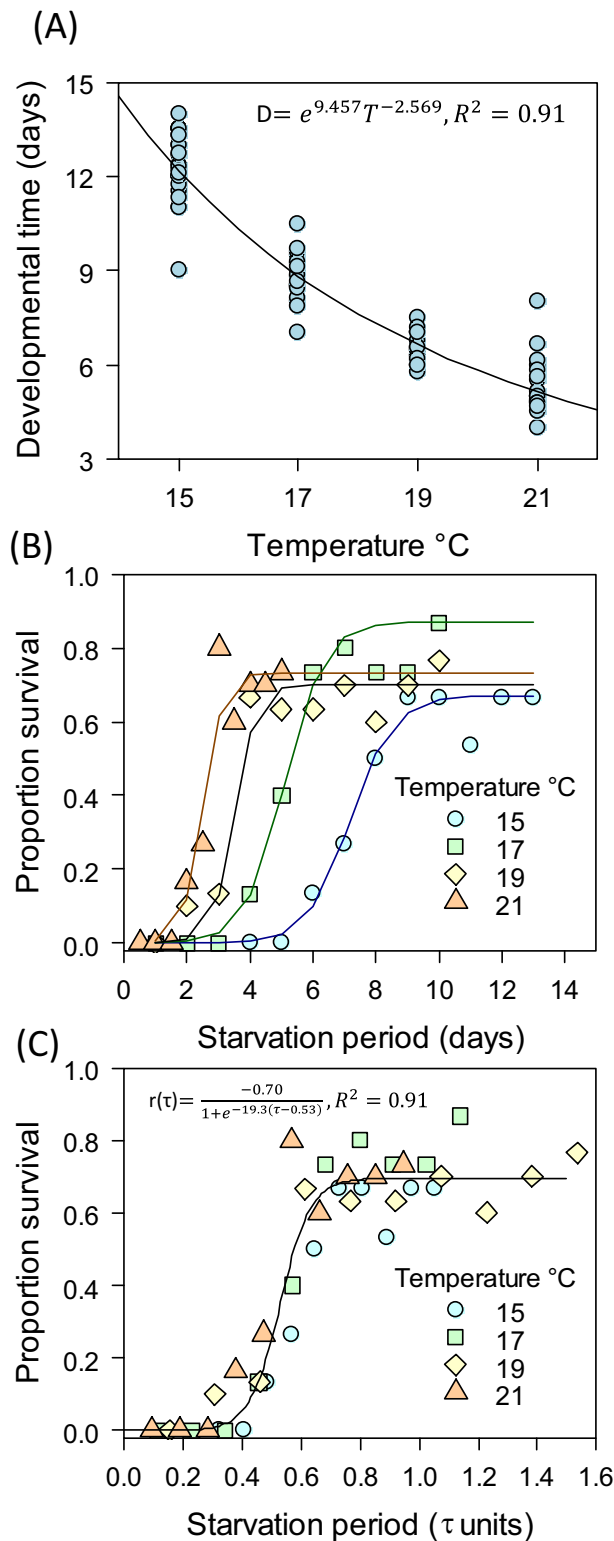 (A)
15
12
9
6
3
Developmental time (days)
D= e^9.457 T^−2.569, R² = 0.91
15 17 19 21
Temperature °C
(B)
1.0
0.8
0.6
0.4
0.2
0.0
Proportion survival
Temperature °C
15
17
19
21
0 2 4 6 8 10 12 14
Starvation period (days)
(C)
1.0
0.8
0.6
0.4
0.2
0.0
Proportion survival
r(τ)= −0.70 / 1+e^−19.3(τ−0.53), R² = 0.91
Temperature °C
15
17
19
21
0.0 0.2 0.4 0.6 0.8 1.0 1.2 1.4 1.6
Starvation period (τ units)